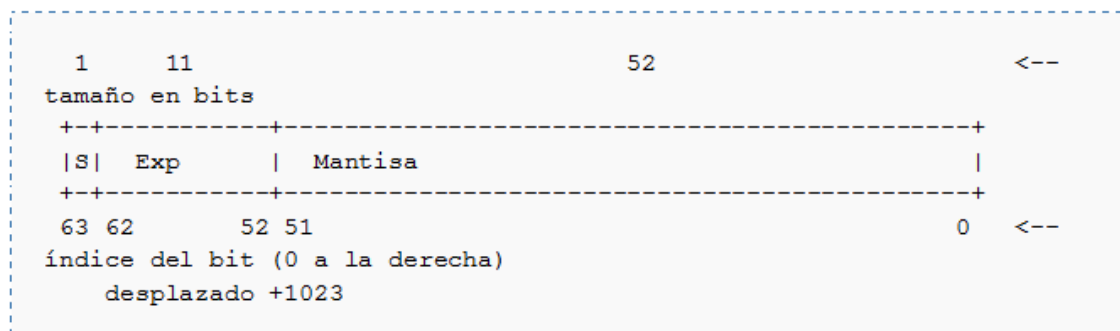 1 11 52 <--
tamaño en bits
+-+-----------+---------------------------------------------+
|S| Exp | Mantisa |
+-+-----------+---------------------------------------------+
63 62 52 51 0 <--
índice del bit (0 a la derecha)
desplazado +1023